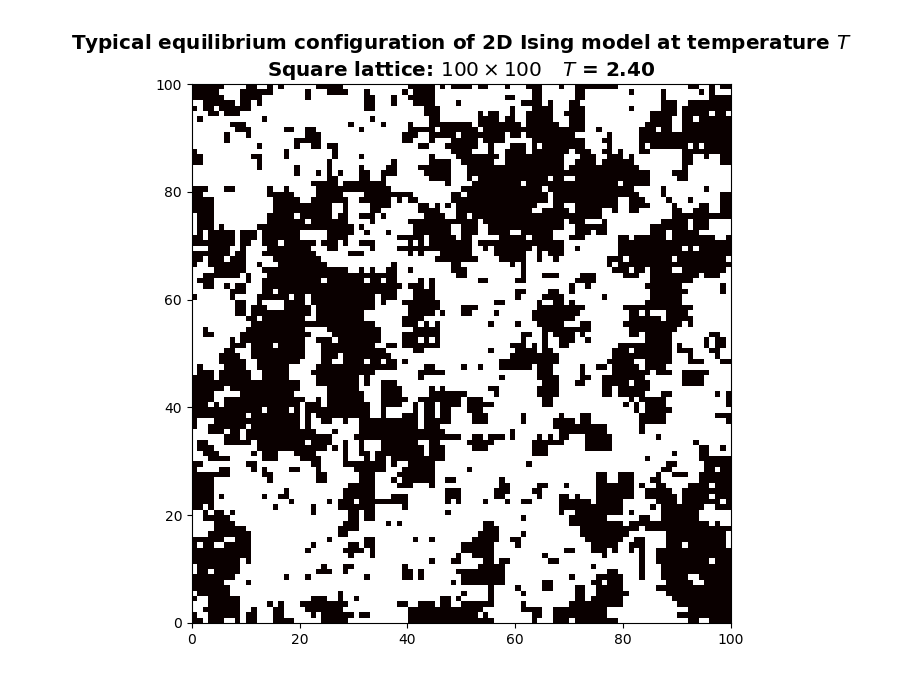 Typical equilibrium configuration of 2D Ising model at temperature T
Square lattice: 100 × 100 T = 2.40
100
80
60
40
20
0
0 20 40 60 80 100